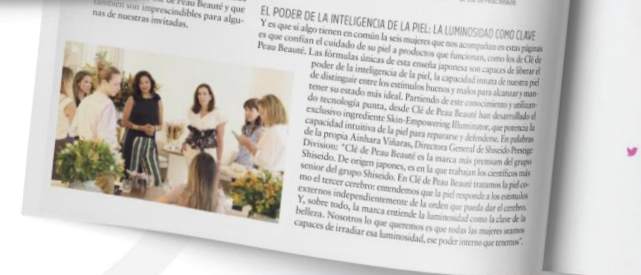 de Peau Beauté y que
también son imprescindibles para algu-
nas de nuestras invitadas.
EL PODER DE LA INTELIGENCIA DE LA PIEL: LA LUMINOSIDAD COMO CLAVE
Y es que si algo tienen en común la seis mujeres que nos acompañan en estas páginas
es que confían el cuidado de su piel a productos que funcionan, como los de Clé de
Peau Beauté. Las fórmulas únicas de esta enseña japonesa son capaces de liberar el
poder de la inteligencia de la piel, la capacidad innata de nuestra piel
de distinguir entre los estímulos buenos y malos para alcanzar y man-
tener su estado más ideal. Partiendo de este conocimiento y utilizan-
do tecnología punta, desde Clé de Peau Beauté han desarrollado el
exclusivo ingrediente Skin-Empowering Illuminator, que potencia la
capacidad intuitiva de la piel para repararse y defenderse. En palabras
de la propia Ainhara Viñaras, Directora General de Shiseido Prestige
Division: "Clé de Peau Beauté es la marca más premium del grupo
Shiseido. De origen japones, es en la que trabajan los científicos más
senior del grupo Shiseido. En Clé de Peau Beauté tratamos la piel co-
mo el tercer cerebro: entendemos que la piel responde a los estímulos
externos independientemente de la orden que pueda dar el cerebro.
Y, sobre todo, la marca entiende la luminosidad como la clave de la
belleza. Nosotros lo que queremos es que todas las mujeres seamos
capaces de irradiar esa luminosidad, ese poder interno que tenemos".